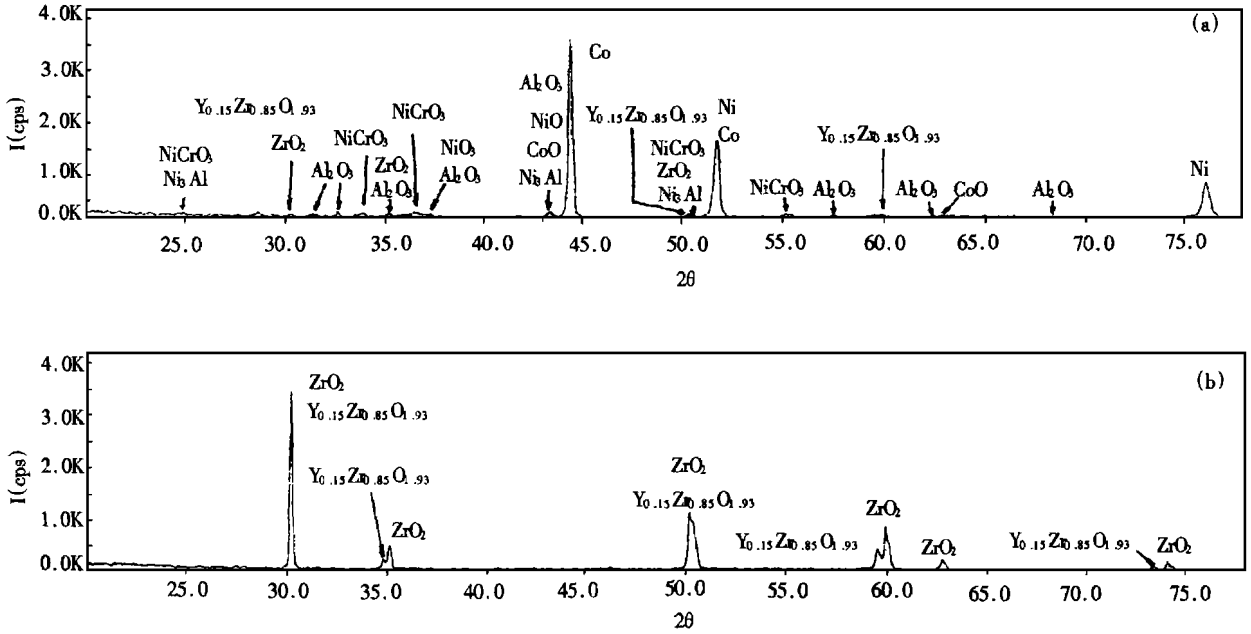 4.0K
(a)
Co
3.0K
Al₂O₃
Y₀.₁₅Zr₀.₈₅O₁.₉₃
NiCrO₃
Y₀.₁₅Zr₀.₈₅O₁.₉₃
Ni
2.0K
NiO
Co
Y₀.₁₅Zr₀.₈₅O₁.₉₃
ZrO₂
NiCrO₃
NiO₃
CoO
NiCrO₃
NiCrO₃
Al₂O₃
ZrO₂
Al₂O₃
ZrO₂
Ni
1.0K
Ni₃Al
Al₂O₃
Ni₃Al
Ni₃Al
NiCrO₃
Al₂O₃
Al₂O₃
CoO
Al₂O₃
0.0K
I(cps)
25.0 30.0 35.0 40.0 45.0 50.0 55.0 60.0 65.0 70.0 75.0
2θ
4.0K
(b)
ZrO₂
Y₀.₁₅Zr₀.₈₅O₁.₉₃
3.0K
Y₀.₁₅Zr₀.₈₅O₁.₉₃
ZrO₂
2.0K
Y₀.₁₅Zr₀.₈₅O₁.₉₃
ZrO₂
1.0K
ZrO₂
Y₀.₁₅Zr₀.₈₅O₁.₉₃
ZrO₂
Y₀.₁₅Zr₀.₈₅O₁.₉₃
ZrO₂
0.0K
I(cps)
25.0 30.0 35.0 40.0 45.0 50.0 55.0 60.0 65.0 70.0 75.0
2θ